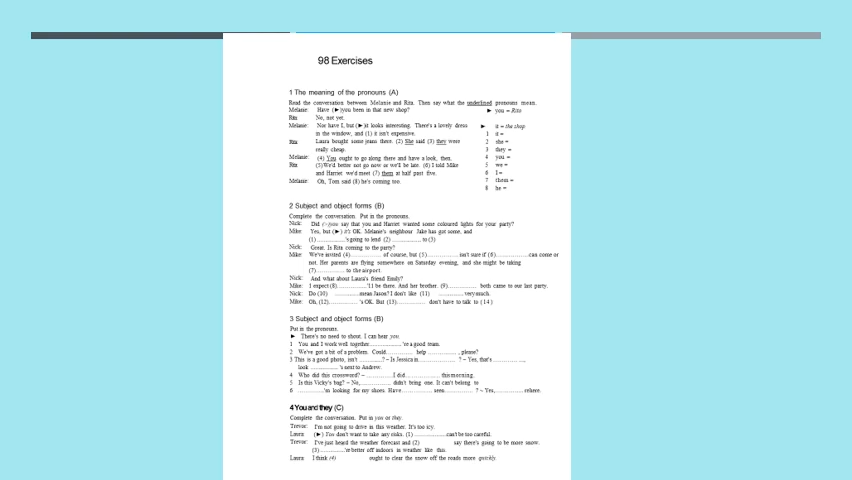 98 Exercises
1 The meaning of the pronouns (A)
Read the conversation between Melanie and Rita. Then say what the underlined pronouns mean.
Melanie: Have (►)you been in that new shop? ► you = Rita
Rita No, not yet.
Melanie: Nor have I, but (►)it looks interesting. There's a lovely dress ► it = the shop
in the window, and (1) it isn't expensive. 1 it =
Rita Laura bought some jeans there. (2) She said (3) they were 2 she =
really cheap. 3 they =
Melanie: (4) You ought to go along there and have a look, then. 4 you =
Rita (5)We'd better not go now or we'll be late. (6) I told Mike 5 we =
and Harriet we'd meet (7) them at half past five. 6 I =
Melanie: Oh, Tom said (8) he's coming too. 7 them =
8 he =
2 Subject and object forms (B)
Complete the conversation. Put in the pronouns.
Nick: Did (>)you say that you and Harriet wanted some coloured lights for your party?
Mike: Yes, but (►) it's OK. Melanie's neighbour Jake has got some, and
(1)...............'s going to lend (2) ............... to (3)
Nick: Great. Is Rita coming to the party?
Mike We've invited (4)............... of course, but (5)............... isn't sure if (6)...............can come or
not. Her parents are flying somewhere on Saturday evening, and she might be taking
(7)............... to the airport.
Nick: And what about Laura's friend Emily?
Mike: I expect (8)...............'ll be there. And her brother. (9)............... both came to our last party.
Nick: Do (10) ...............mean Jason? I don't like (11) ..............., very much.
Mike: Oh, (12)............... 's OK. But (13)............... don't have to talk to (14)
3 Subject and object forms (B)
Put in the pronouns.
► There's no need to shout. I can hear you.
1 You and I work well together................'re a good team.
2 We've got a bit of a problem. Could............... help ..............., please?
3 This is a good photo, isn't ...............? ~ Is Jessica in............... ? ~ Yes, that's...............,
look ............... 's next to Andrew.
4 Who did this crossword? ~ ...............I did...............this morning.
5 Is this Vicky's bag? ~ No,............... didn't bring one. It can't belong to
6 ...............'m looking for my shoes. Have............... seen............... ? ~ Yes,...............'rehere.
4 You and they (C)
Complete the conversation. Put in you or they.
Trevor: I'm not going to drive in this weather. It's too icy.
Laura: (►) You don't want to take any risks. (1) ...............can't be too careful.
Trevor: I've just heard the weather forecast and (2) say there's going to be more snow.
(3)...............'re better off indoors in weather like this.
Laura: I think (4) ought to clear the snow off the roads more quickly.